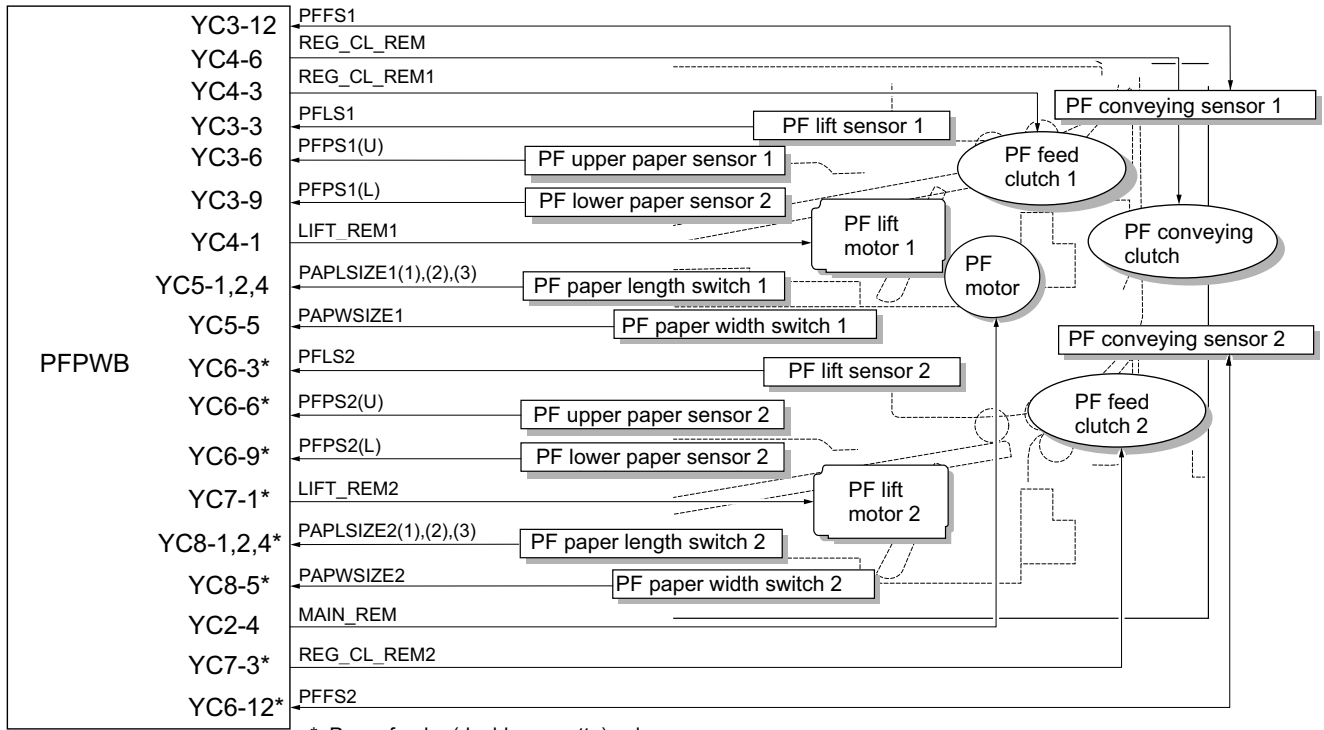 YC3-12 PFFS1
YC4-6 REG_CL_REM
YC4-3 REG_CL_REM1
PF conveying sensor 1
YC3-3 PFLS1 PF lift sensor 1
YC3-6 PFPS1(U) PF upper paper sensor 1
PF feed
clutch 1
YC3-9 PFPS1(L) PF lower paper sensor 2
YC4-1 LIFT_REM1
PF lift
motor 1
PF conveying
clutch
PF
motor
YC5-1,2,4 PAPLSIZE1(1),(2),(3) PF paper length switch 1
YC5-5 PAPWSIZE1 PF paper width switch 1
PF conveying sensor 2
PFPWB
YC6-3* PFLS2 PF lift sensor 2
YC6-6* PFPS2(U) PF upper paper sensor 2
PF feed
clutch 2
YC6-9* PFPS2(L) PF lower paper sensor 2
YC7-1* LIFT_REM2
PF lift
motor 2
YC8-1,2,4* PAPLSIZE2(1),(2),(3) PF paper length switch 2
YC8-5* PAPWSIZE2 PF paper width switch 2
YC2-4 MAIN_REM
YC7-3* REG_CL_REM2
YC6-12* PFFS2